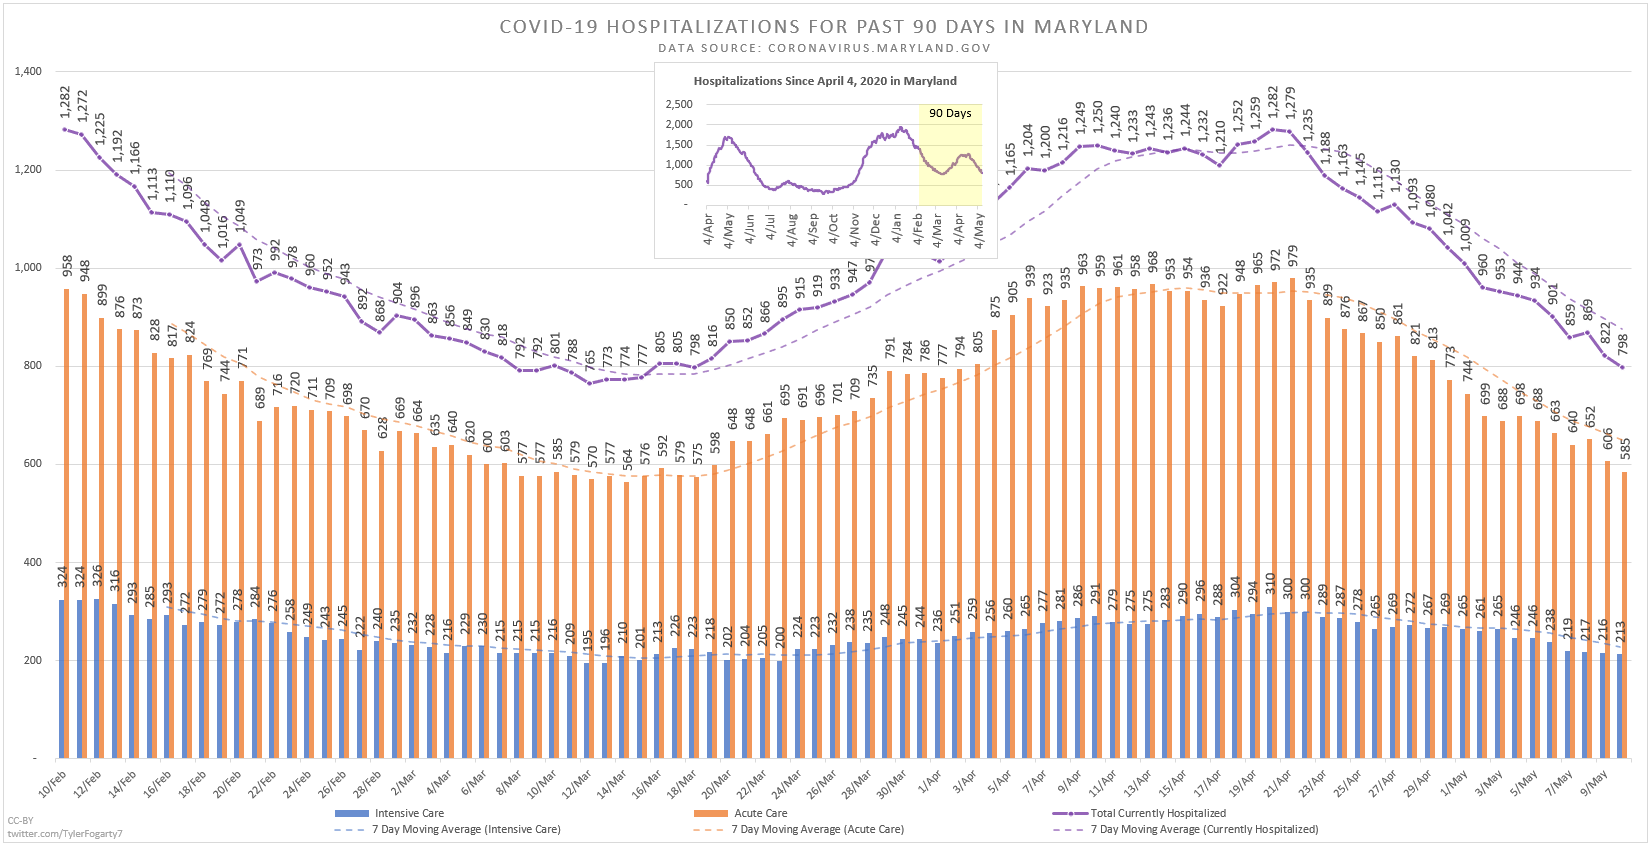 COVID-19 HOSPITALIZATIONS FOR PAST 90 DAYS IN MARYLAND
DATA SOURCE: CORONAVIRUS.MARYLAND.GOV
1,400
1,200
1,000
800
600
400
200
-
Hospitalizations Since April 4, 2020 in Maryland
2,500
2,000
1,500
1,000
500
-
90 Days
4/Apr 4/May 4/Jun 4/Jul 4/Aug 4/Sep 4/Oct 4/Nov 4/Dec 4/Jan 4/Feb 4/Mar 4/Apr 4/May
1,282 1,272 1,225 1,192 1,166 1,113 1,110 1,096 1,048 1,016 1,049 973 992 978 960 952 943 892 868 904 896 863 856 849 830 818 792 792 801 788 765 773 774 777 805 805 798 816 850 852 866 895 915 919 933 947 1,165 1,204 1,200 1,216 1,249 1,250 1,240 1,233 1,243 1,236 1,244 1,232 1,210 1,252 1,259 1,282 1,279 1,235 1,188 1,163 1,145 1,115 1,130 1,093 1,080 1,042 1,009 960 953 944 934 901 859 869 822 798
958 948 899 876 873 828 817 824 769 744 771 689 716 720 711 709 698 670 628 669 664 635 640 620 600 603 577 577 585 579 570 577 564 576 592 579 575 598 648 648 661 695 691 696 701 709 735 791 784 786 777 794 805 875 905 939 923 935 963 959 961 958 968 953 954 936 922 948 965 972 979 935 899 876 867 850 861 821 813 773 744 699 688 698 688 663 640 652 606 585
324 324 326 316 293 285 293 272 279 272 278 284 276 258 249 243 245 222 240 235 232 228 216 229 230 215 215 215 216 209 195 196 210 201 213 226 223 218 202 204 205 200 224 223 232 238 235 248 245 244 236 251 259 256 260 265 277 281 286 291 279 275 275 283 290 296 288 304 294 310 300 300 289 287 278 265 269 272 267 269 265 261 265 246 246 238 219 217 216 213
10/Feb 12/Feb 14/Feb 16/Feb 18/Feb 20/Feb 22/Feb 24/Feb 26/Feb 28/Feb 2/Mar 4/Mar 6/Mar 8/Mar 10/Mar 12/Mar 14/Mar 16/Mar 18/Mar 20/Mar 22/Mar 24/Mar 26/Mar 28/Mar 30/Mar 1/Apr 3/Apr 5/Apr 7/Apr 9/Apr 11/Apr 13/Apr 15/Apr 17/Apr 19/Apr 21/Apr 23/Apr 25/Apr 27/Apr 29/Apr 1/May 3/May 5/May 7/May 9/May
Intensive Care Acute Care Total Currently Hospitalized
7 Day Moving Average (Intensive Care) 7 Day Moving Average (Acute Care) 7 Day Moving Average (Currently Hospitalized)
CC-BY
twitter.com/TylerFogarty7